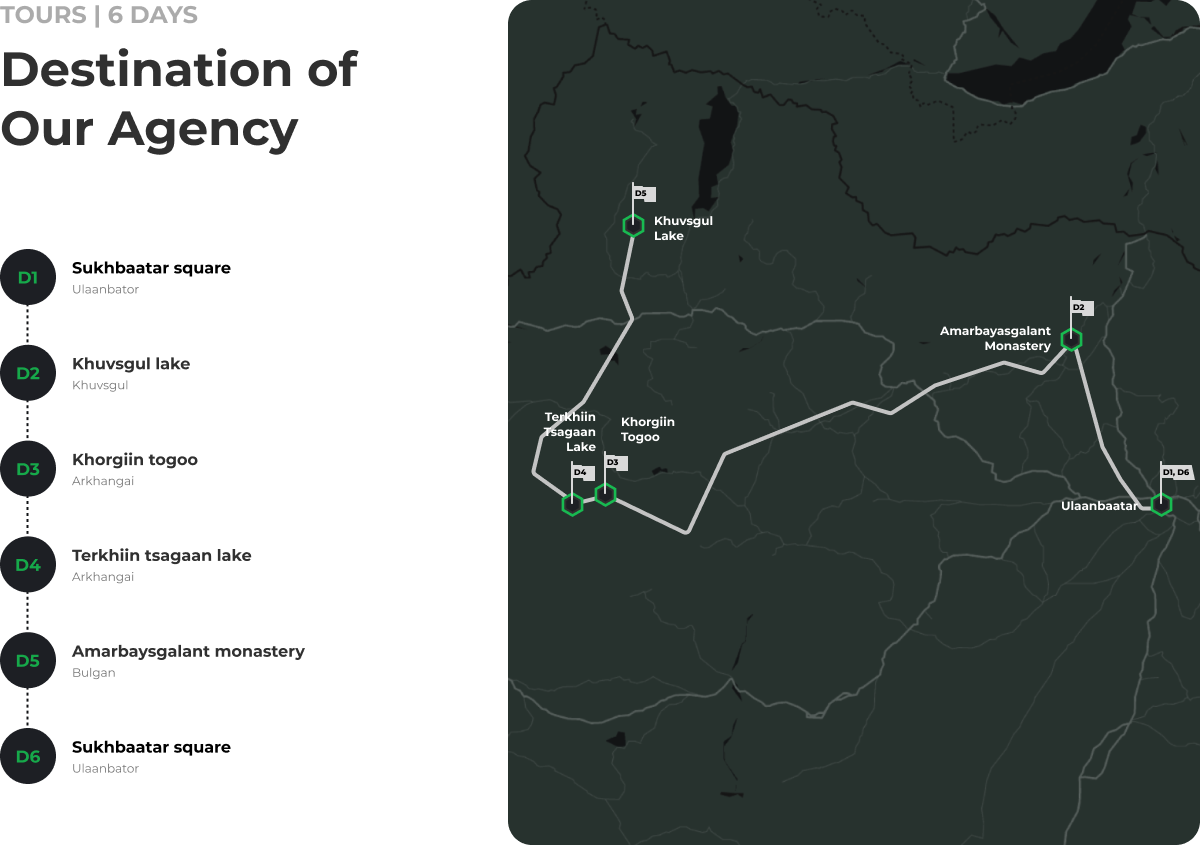 TOURS | 6 DAYS
Destination of
Our Agency
D1
Sukhbaatar square
Ulaanbator
D2
Khuvsgul lake
Khuvsgul
D3
Khorgiin togoo
Arkhangai
D4
Terkhiin tsagaan lake
Arkhangai
D5
Amarbaysgalant monastery
Bulgan
D6
Sukhbaatar square
Ulaanbator
D5
Khuvsgul
Lake
D2
Amarbayasgalant
Monastery
Terkhiin
Tsagaan
Lake
D4
Khorgiin
Togoo
D3
D1, D6
Ulaanbaatar